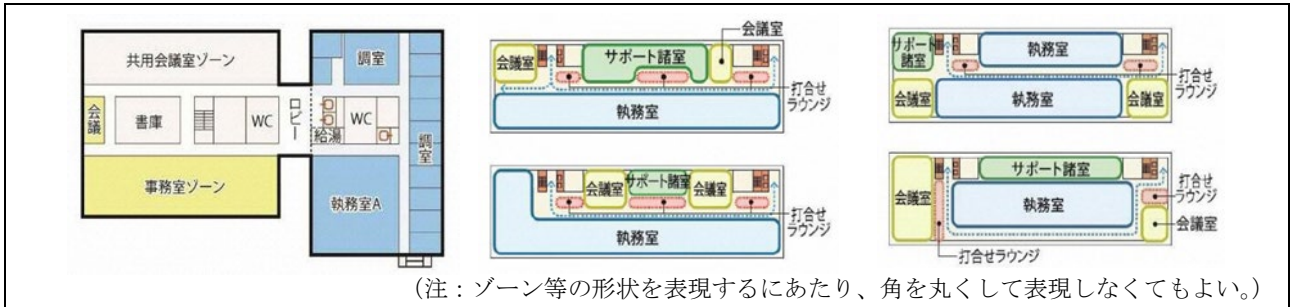 共用会議室ゾーン
調室
会議
書庫
WC
ロビー
給湯
WC
調室
事務室ゾーン
執務室A
会議室
会議室
サポート諸室
打合せ
ラウンジ
執務室
サポート諸室
会議室
会議室
打合せ
ラウンジ
執務室
サポート
諸室
執務室
打合せ
ラウンジ
会議室
執務室
会議室
会議室
サポート諸室
執務室
打合せ
ラウンジ
会議室
打合せラウンジ
(注：ゾーン等の形状を表現するにあたり、角を丸くして表現しなくてもよい。)